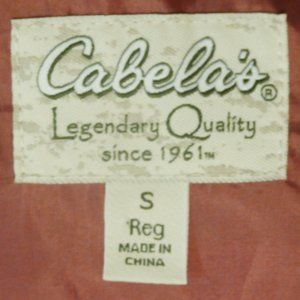 Cabela's®
Legendary Quality
since 1961™
S
Reg
MADE IN
CHINA